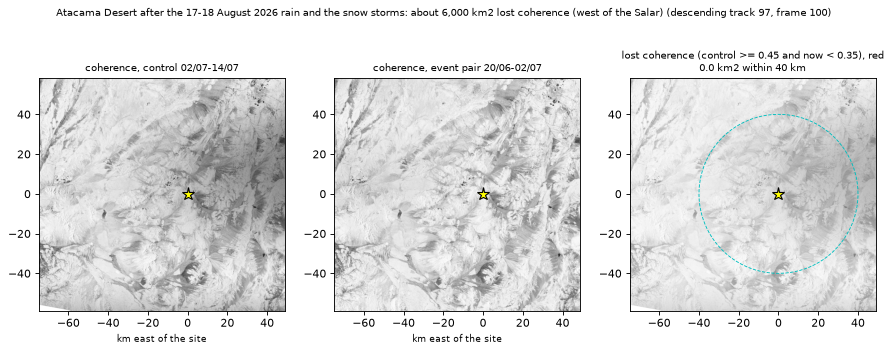 Atacama Desert after the 17-18 August 2026 rain and the snow storms: about 6,000 km2 lost coherence (west of the Salar) (descending track 97, frame 100)
coherence, control 02/07-14/07
coherence, event pair 20/06-02/07
lost coherence (control >= 0.45 and now < 0.35), red
0.0 km2 within 40 km
40
20
0
−20
−40
−60 −40 −20 0 20 40
km east of the site
40
20
0
−20
−40
−60 −40 −20 0 20 40
km east of the site
40
20
0
−20
−40
−60 −40 −20 0 20 40